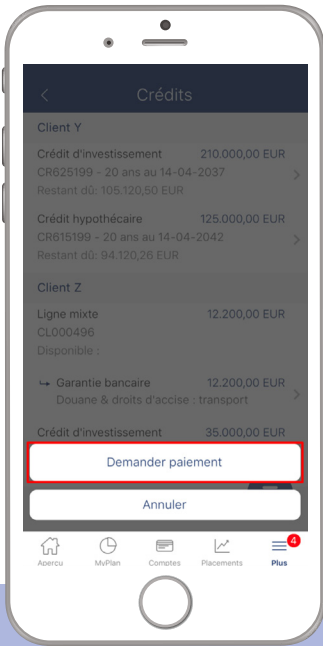 Crédits
Client Y
Crédit d'investissement 210.000,00 EUR
CR625199 - 20 ans au 14-04-2037
Restant dû: 105.120,50 EUR
Crédit hypothécaire 125.000,00 EUR
CR615199 - 20 ans au 14-04-2042
Restant dû: 94.120,26 EUR
Client Z
Ligne mixte 12.200,00 EUR
CL000496
Disponible :
↳ Garantie bancaire 12.200,00 EUR
Douane & droits d'accise : transport
Crédit d'investissement 35.000,00 EUR
Demander paiement
Annuler
4
Aperçu MyPlan Comptes Placements Plus